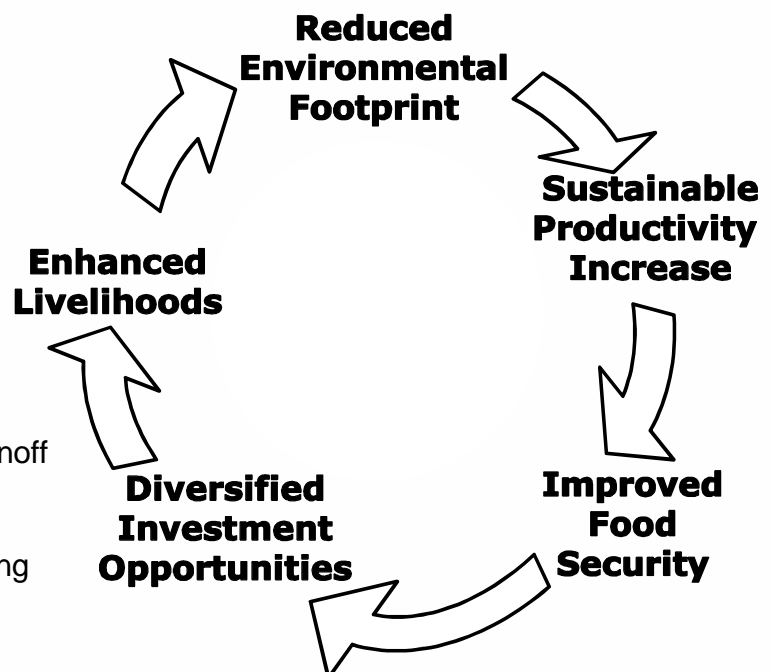 Reduced
Environmental
Footprint
Sustainable
Productivity
Increase
Improved
Food
Security
Diversified
Investment
Opportunities
Enhanced
Livelihoods